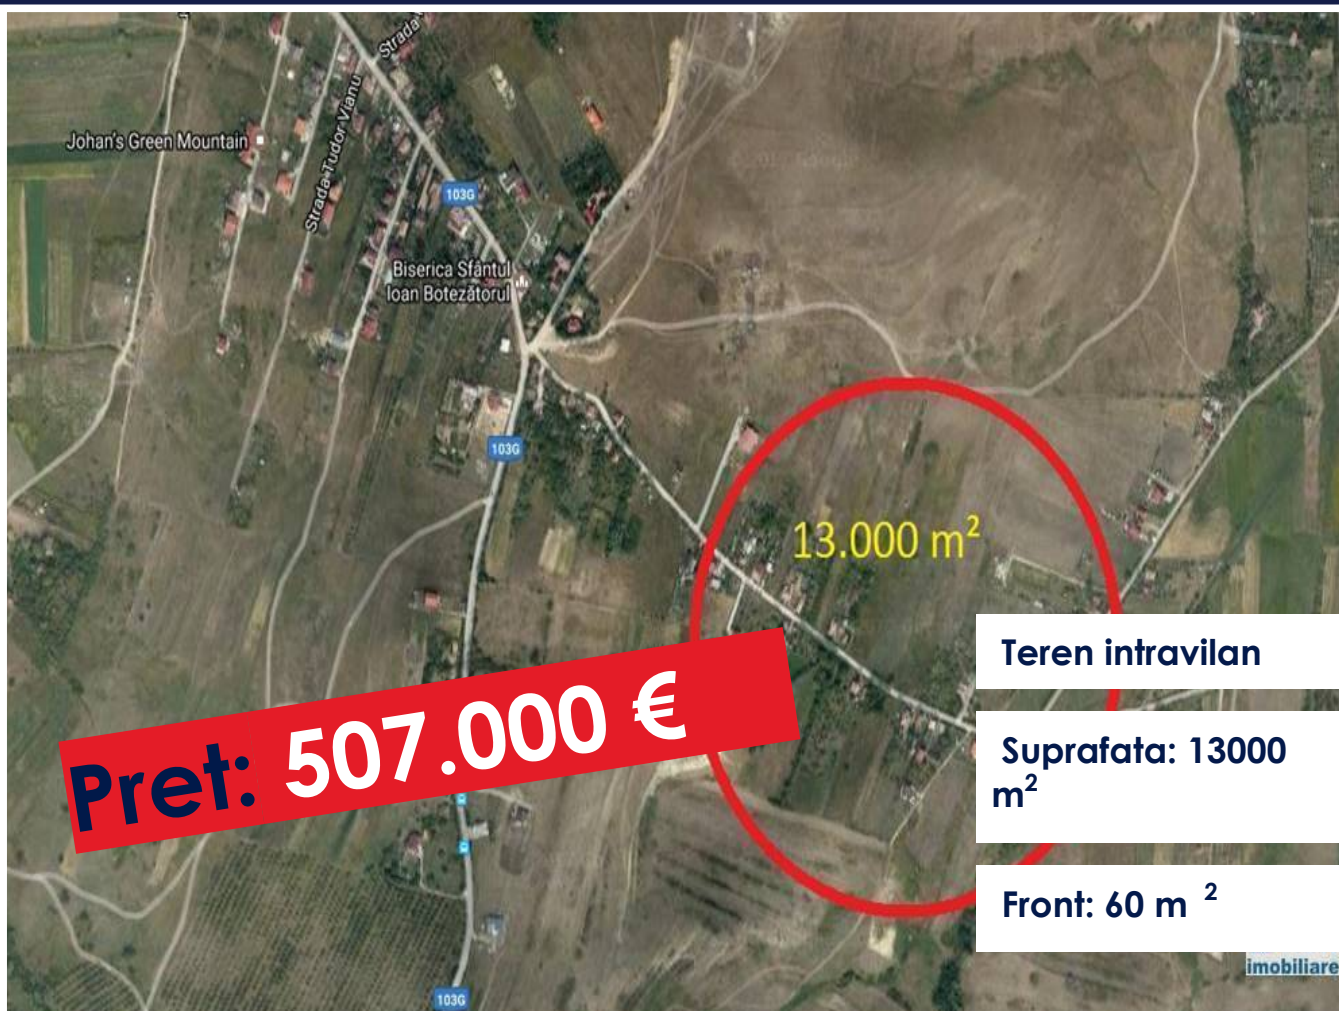 Strada
Johan's Green Mountain
Strada Tudor Vianu
103G
Biserica Sfântul
Ioan Botezătorul
103G
13.000 m²
Teren intravilan
Pret: 507.000 €
Suprafata: 13000
m²
Front: 60 m ²
imobiliare
103G